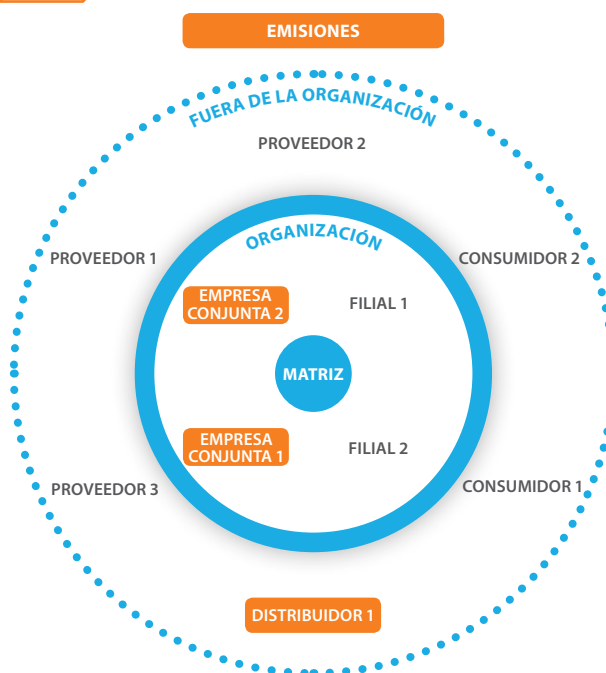 EMISIONES
FUERA DE LA ORGANIZACIÓN
PROVEEDOR 2
ORGANIZACIÓN
PROVEEDOR 1
CONSUMIDOR 2
EMPRESA
CONJUNTA 2
FILIAL 1
MATRIZ
EMPRESA
CONJUNTA 1
FILIAL 2
PROVEEDOR 3
CONSUMIDOR 1
DISTRIBUIDOR 1